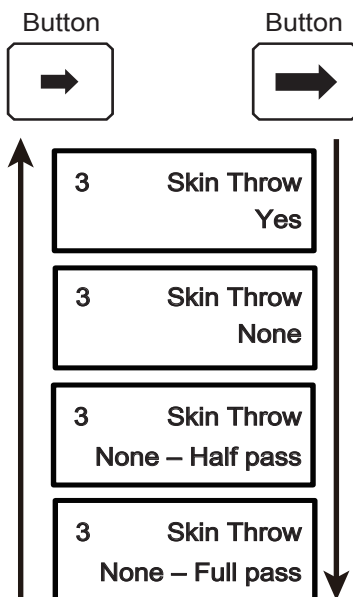 Button
Button
3 Skin Throw
Yes
3 Skin Throw
None
3 Skin Throw
None – Half pass
3 Skin Throw
None – Full pass